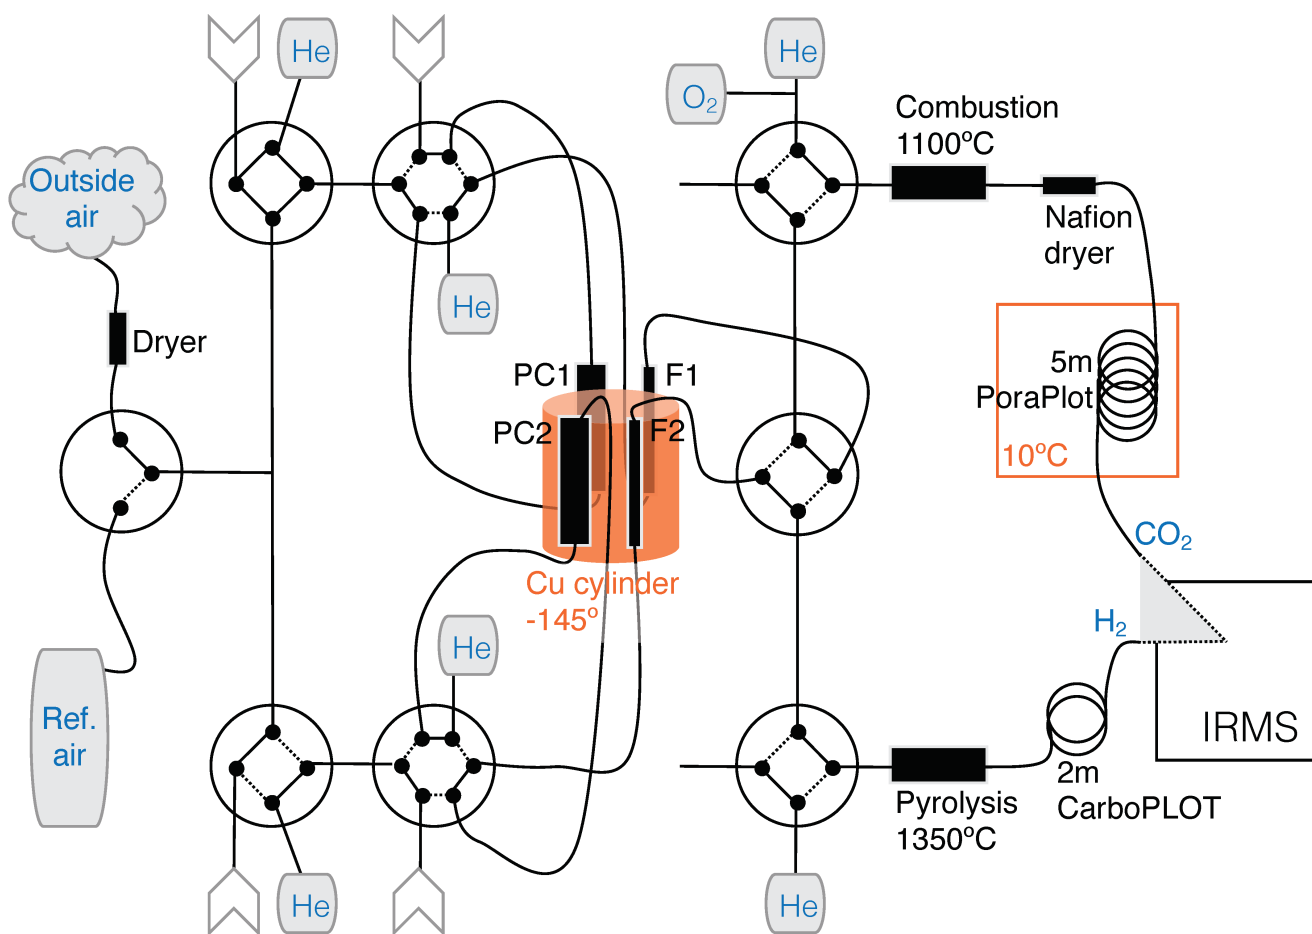 He
He
He
O₂
Combustion
1100ºC
Outside
air
Nafion
dryer
He
Dryer
PC1
F1
5m
PoraPlot
PC2
F2
10ºC
CO₂
Cu cylinder
-145º
H₂
He
Ref.
air
IRMS
2m
CarboPLOT
Pyrolysis
1350ºC
He
He